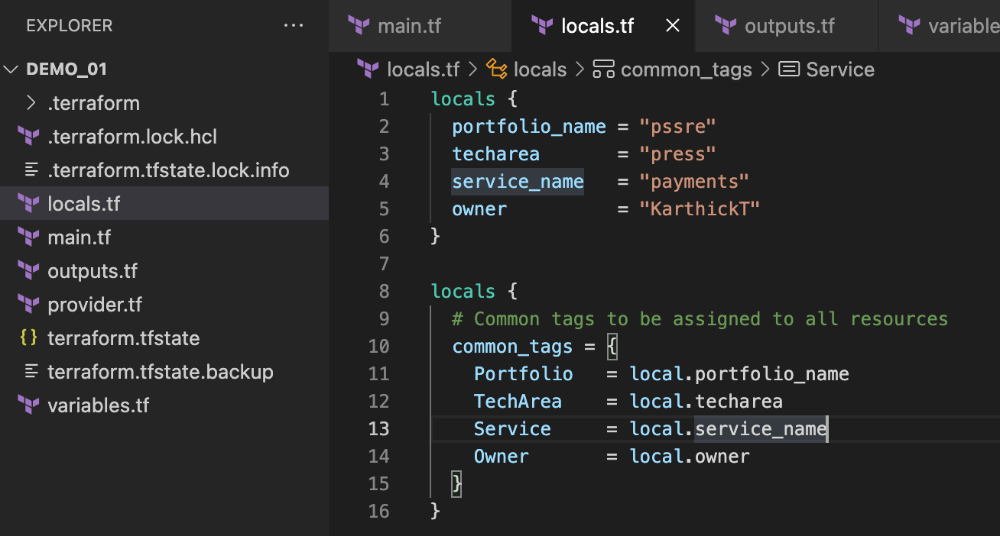 EXPLORER ...
DEMO_01
.terraform
.terraform.lock.hcl
.terraform.tfstate.lock.info
locals.tf
main.tf
outputs.tf
provider.tf
{} terraform.tfstate
terraform.tfstate.backup
variables.tf
main.tf locals.tf × outputs.tf variable
locals.tf > locals > common_tags > Service
1 locals {
2   portfolio_name = "pssre"
3   techarea       = "press"
4   service_name   = "payments"
5   owner          = "KarthickT"
6 }
7
8 locals {
9   # Common tags to be assigned to all resources
10   common_tags = {
11     Portfolio   = local.portfolio_name
12     TechArea    = local.techarea
13     Service     = local.service_name
14     Owner       = local.owner
15   }
16 }